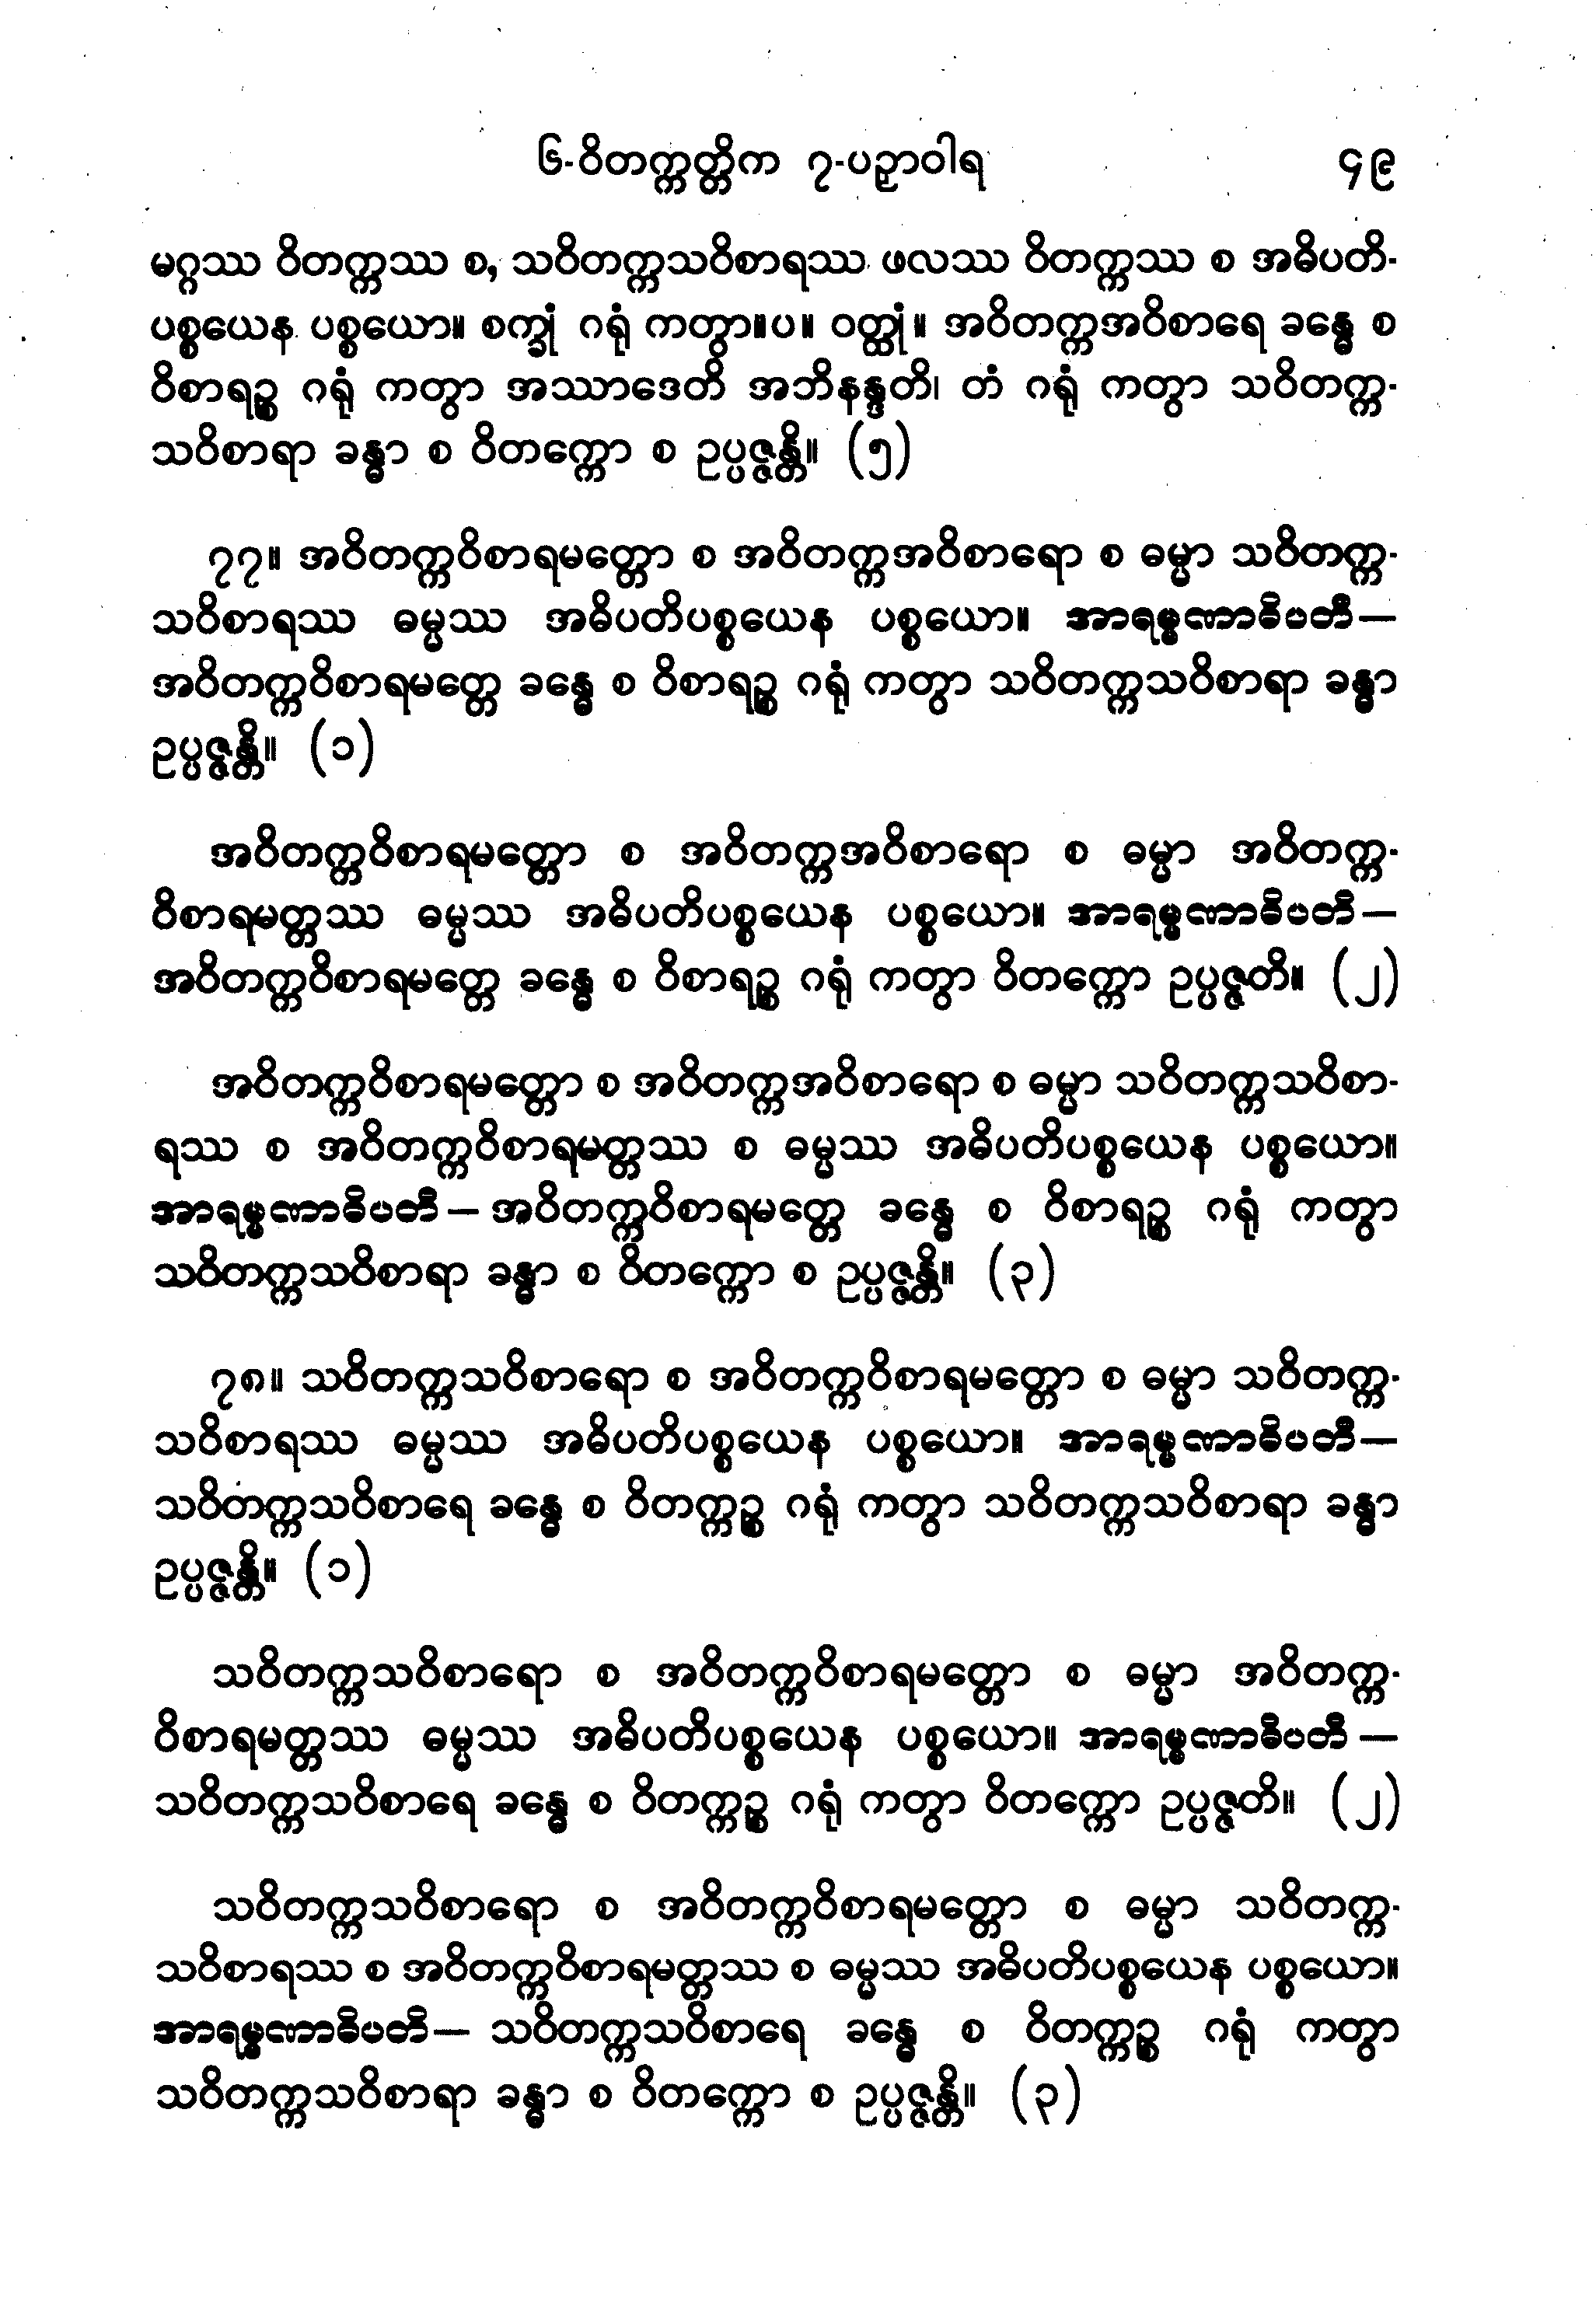 ၆-ဝိတက္ကတ္တိက ၇-ပဉှာဝါရ ၄၉
မဂ္ဂဿ ဝိတက္ကဿ စ, သဝိတက္ကသဝိစာရဿ ဖလဿ ဝိတက္ကဿ စ အဓိပတိ-
ပစ္စယေန ပစ္စယော။ စက္ခုံ ဂရုံ ကတွာ။ပ။ ဝတ္ထုံ။ အဝိတက္ကအဝိစာရေ ခန္ဓေ စ
ဝိစာရဉ္စ ဂရုံ ကတွာ အဿာဒေတိ အဘိနန္ဒတိ၊ တံ ဂရုံ ကတွာ သဝိတက္က-
သဝိစာရာ ခန္ဓာ စ ဝိတက္ကော စ ဥပ္ပဇ္ဇန္တိ။ (၅)
၇၇။ အဝိတက္ကဝိစာရမတ္တော စ အဝိတက္ကအဝိစာရော စ ဓမ္မာ သဝိတက္က-
သဝိစာရဿ ဓမ္မဿ အဓိပတိပစ္စယေန ပစ္စယော။ အာရမ္မဏာဓိပတိ—
အဝိတက္ကဝိစာရမတ္တေ ခန္ဓေ စ ဝိစာရဉ္စ ဂရုံ ကတွာ သဝိတက္ကသဝိစာရာ ခန္ဓာ
ဥပ္ပဇ္ဇန္တိ။ (၁)
အဝိတက္ကဝိစာရမတ္တော စ အဝိတက္ကအဝိစာရော စ ဓမ္မာ အဝိတက္က-
ဝိစာရမတ္တဿ ဓမ္မဿ အဓိပတိပစ္စယေန ပစ္စယော။ အာရမ္မဏာဓိပတိ—
အဝိတက္ကဝိစာရမတ္တေ ခန္ဓေ စ ဝိစာရဉ္စ ဂရုံ ကတွာ ဝိတက္ကော ဥပ္ပဇ္ဇတိ။ (၂)
အဝိတက္ကဝိစာရမတ္တော စ အဝိတက္ကအဝိစာရော စ ဓမ္မာ သဝိတက္ကသဝိစာ-
ရဿ စ အဝိတက္ကဝိစာရမတ္တဿ စ ဓမ္မဿ အဓိပတိပစ္စယေန ပစ္စယော။
အာရမ္မဏာဓိပတိ— အဝိတက္ကဝိစာရမတ္တေ ခန္ဓေ စ ဝိစာရဉ္စ ဂရုံ ကတွာ
သဝိတက္ကသဝိစာရာ ခန္ဓာ စ ဝိတက္ကော စ ဥပ္ပဇ္ဇန္တိ။ (၃)
၇၈။ သဝိတက္ကသဝိစာရော စ အဝိတက္ကဝိစာရမတ္တော စ ဓမ္မာ သဝိတက္က-
သဝိစာရဿ ဓမ္မဿ အဓိပတိပစ္စယေန ပစ္စယော။ အာရမ္မဏာဓိပတိ—
သဝိတက္ကသဝိစာရေ ခန္ဓေ စ ဝိတက္ကဉ္စ ဂရုံ ကတွာ သဝိတက္ကသဝိစာရာ ခန္ဓာ
ဥပ္ပဇ္ဇန္တိ။ (၁)
သဝိတက္ကသဝိစာရော စ အဝိတက္ကဝိစာရမတ္တော စ ဓမ္မာ အဝိတက္က-
ဝိစာရမတ္တဿ ဓမ္မဿ အဓိပတိပစ္စယေန ပစ္စယော။ အာရမ္မဏာဓိပတိ—
သဝိတက္ကသဝိစာရေ ခန္ဓေ စ ဝိတက္ကဉ္စ ဂရုံ ကတွာ ဝိတက္ကော ဥပ္ပဇ္ဇတိ။ (၂)
သဝိတက္ကသဝိစာရော စ အဝိတက္ကဝိစာရမတ္တော စ ဓမ္မာ သဝိတက္က-
သဝိစာရဿ စ အဝိတက္ကဝိစာရမတ္တဿ စ ဓမ္မဿ အဓိပတိပစ္စယေန ပစ္စယော။
အာရမ္မဏာဓိပတိ— သဝိတက္ကသဝိစာရေ ခန္ဓေ စ ဝိတက္ကဉ္စ ဂရုံ ကတွာ
သဝိတက္ကသဝိစာရာ ခန္ဓာ စ ဝိတက္ကော စ ဥပ္ပဇ္ဇန္တိ။ (၃)